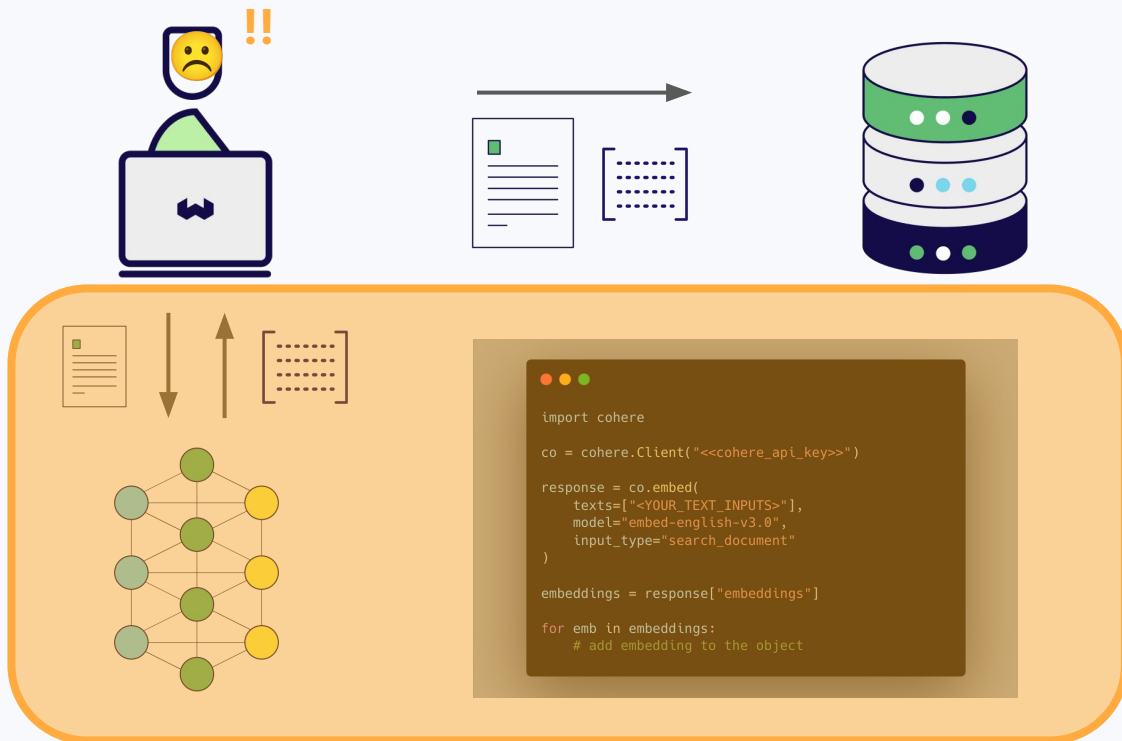 !!
import cohere
co = cohere.Client("<<cohere_api_key>>")
response = co.embed(
    texts=["<YOUR_TEXT_INPUTS>"],
    model="embed-english-v3.0",
    input_type="search_document"
)
embeddings = response["embeddings"]
for emb in embeddings:
    # add embedding to the object